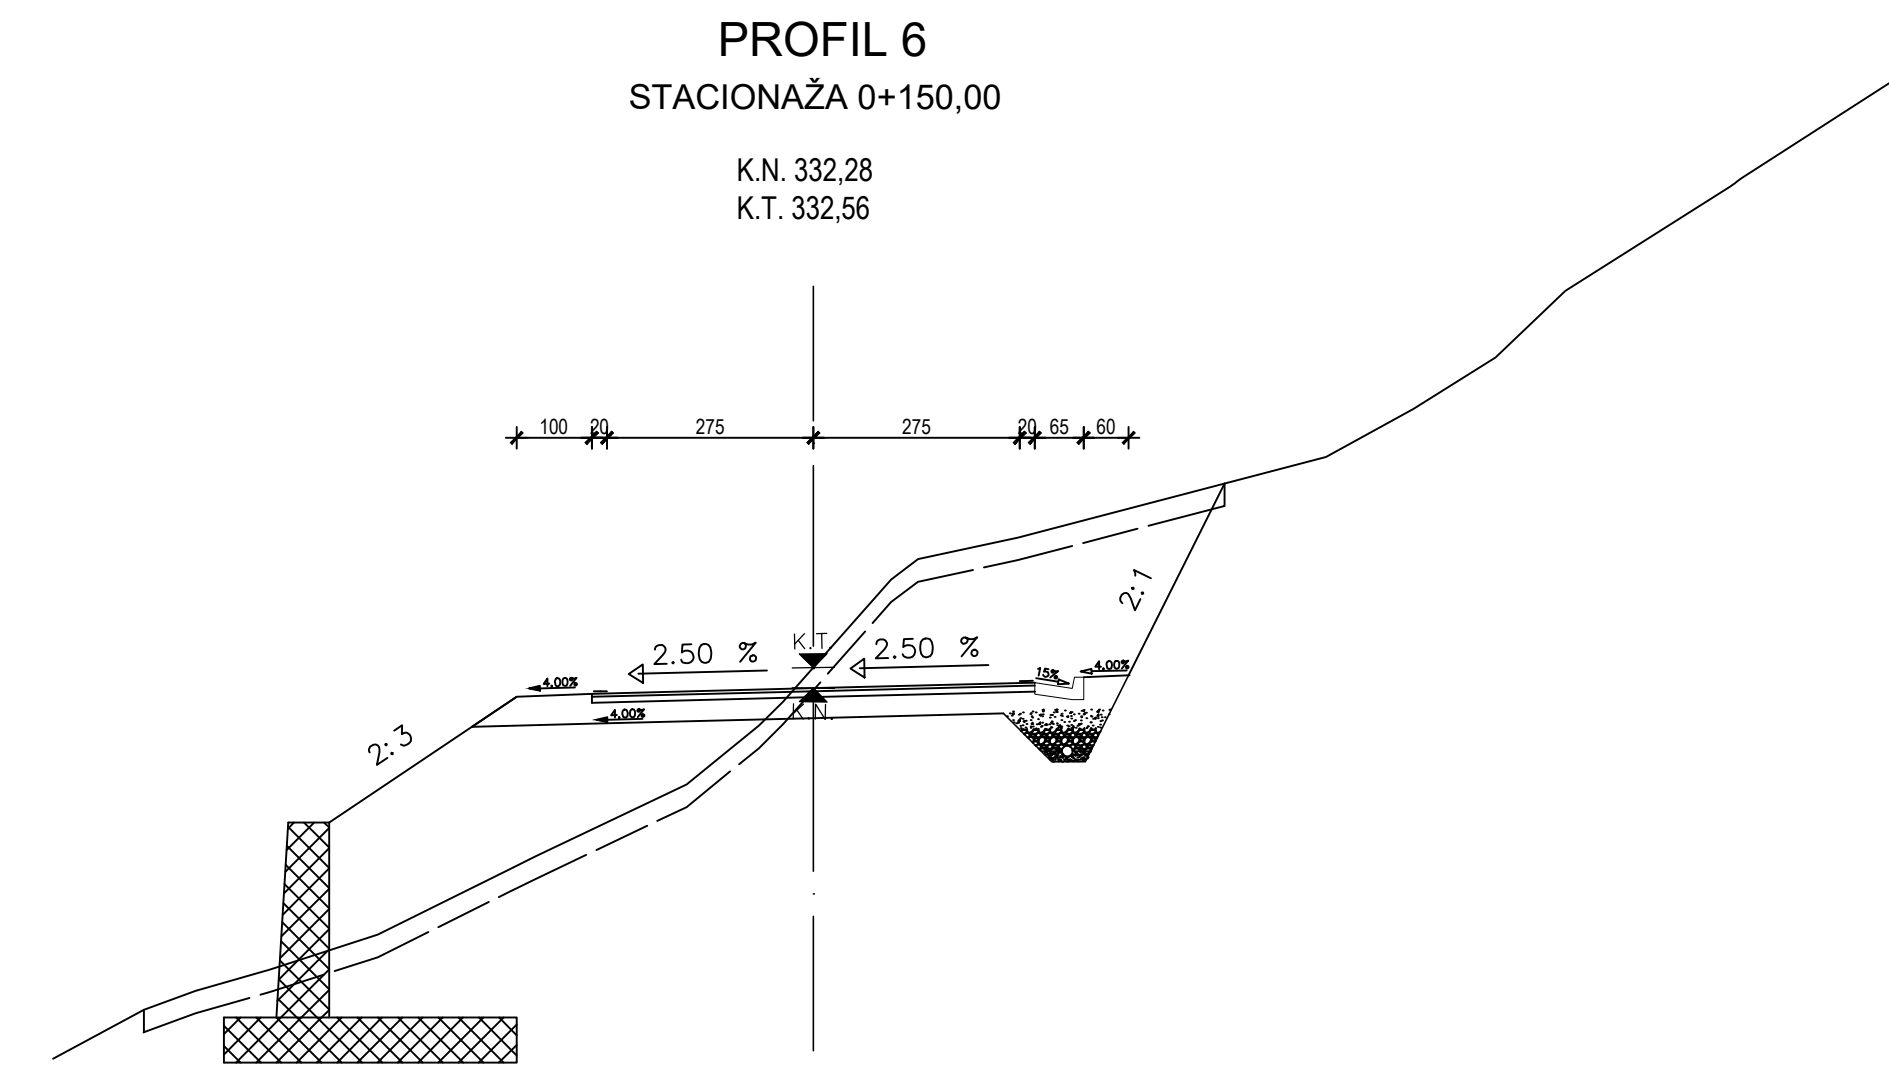 PROFIL 6
STACIONAŽA 0+150,00
K.N. 332,28
K.T. 332,56
100 20 275 275 20 65 60
2:1
K.T.
2.50 % 2.50 %
4.00% 15% 4.00%
K.N.
4.00%
2:3